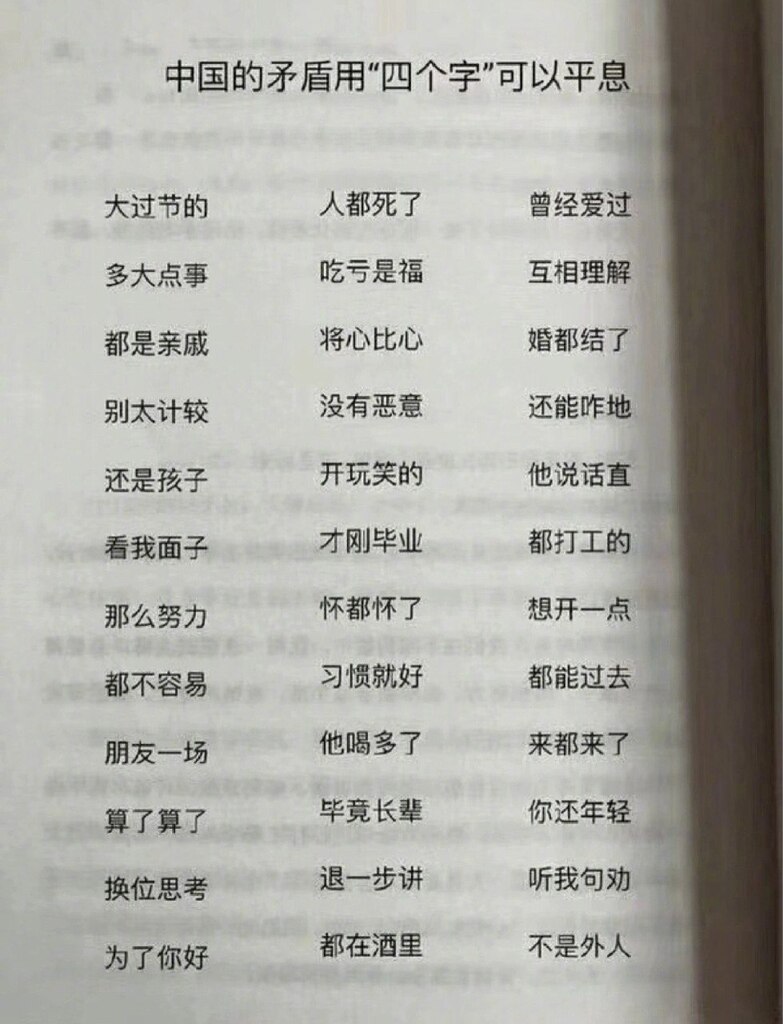 中国的矛盾用“四个字”可以平息
大过节的 人都死了 曾经爱过
多大点事 吃亏是福 互相理解
都是亲戚 将心比心 婚都结了
别太计较 没有恶意 还能咋地
还是孩子 开玩笑的 他说话直
看我面子 才刚毕业 都打工的
那么努力 怀都怀了 想开一点
都不容易 习惯就好 都能过去
朋友一场 他喝多了 来都来了
算了算了 毕竟长辈 你还年轻
换位思考 退一步讲 听我句劝
为了你好 都在酒里 不是外人